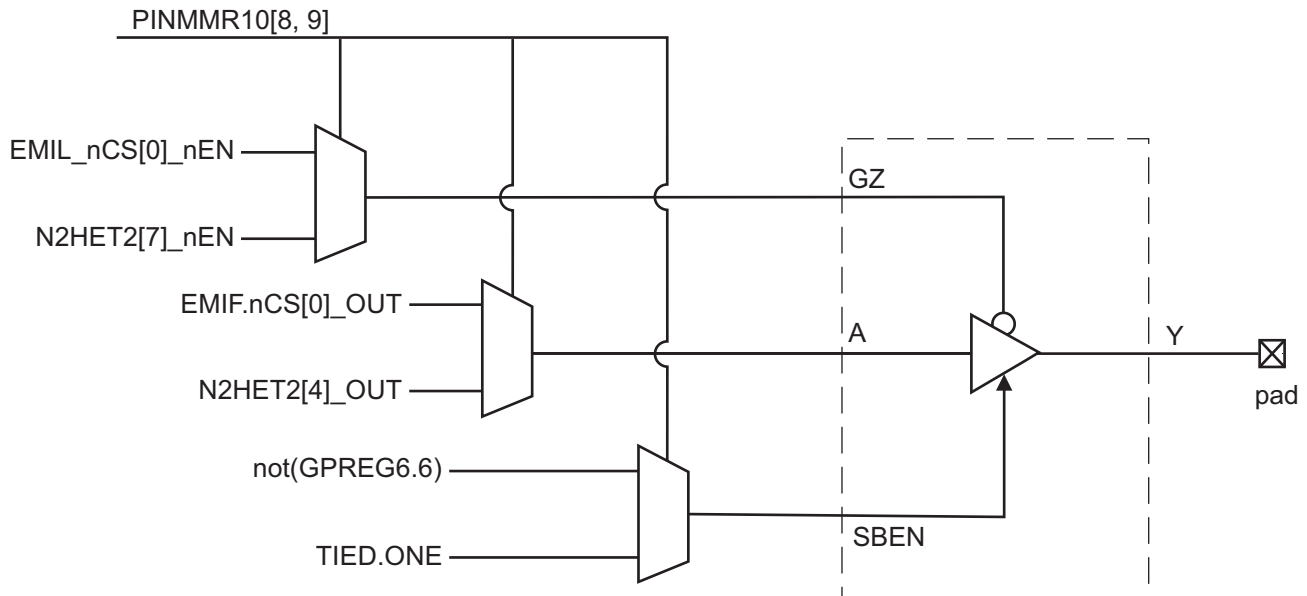 PINMMR10[8, 9]
EMIL_nCS[0]_nEN
GZ
N2HET2[7]_nEN
EMIF.nCS[0]_OUT
A
Y
N2HET2[4]_OUT
pad
not(GPREG6.6)
SBEN
TIED.ONE